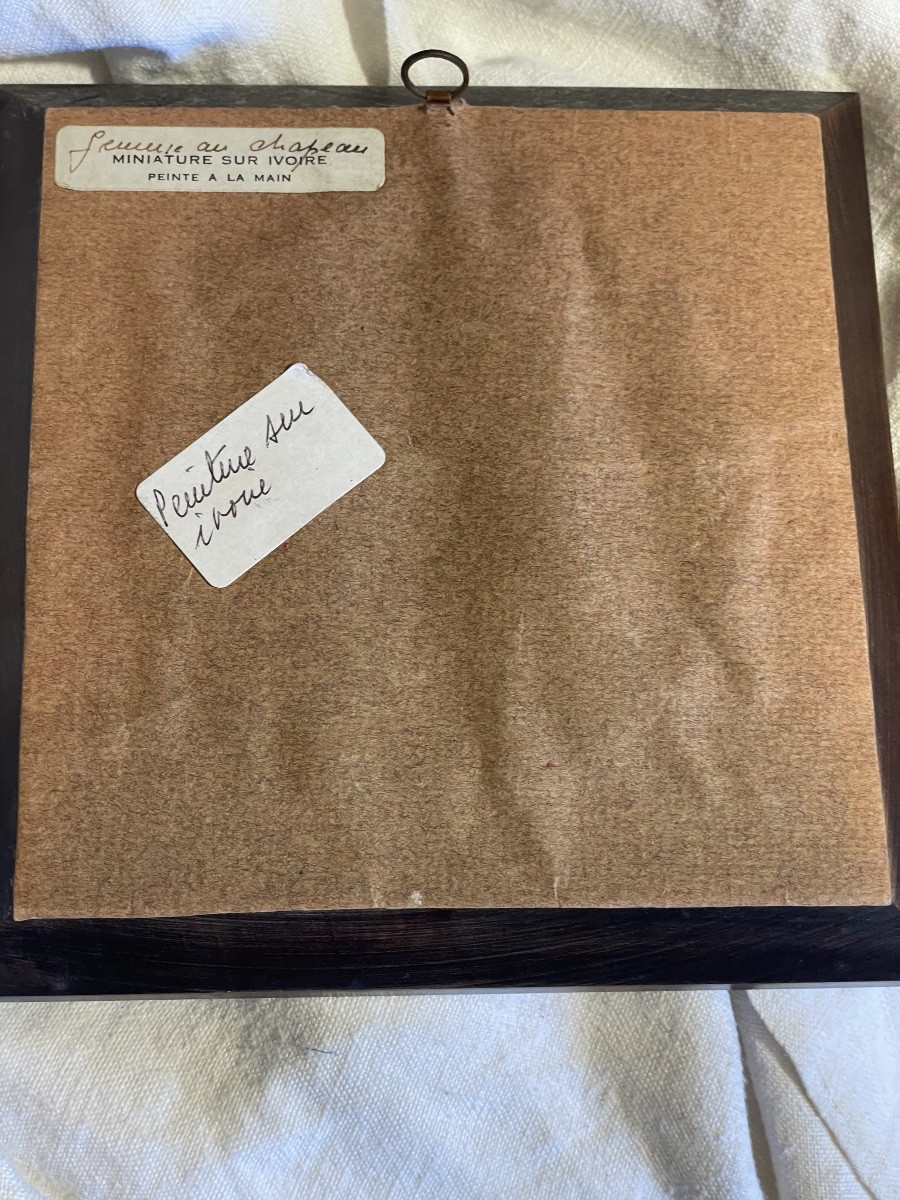 Femme au chapeau
MINIATURE SUR IVOIRE
PEINTE A LA MAIN
Peinture sur
ivoire